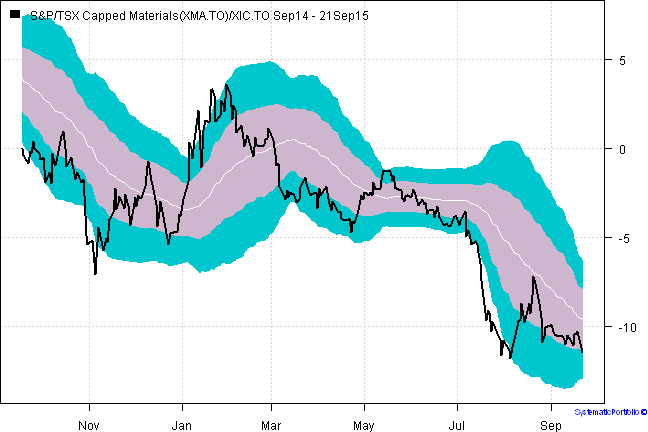 S&P/TSX Capped Materials(XMA.TO)/XIC.TO Sep14 - 21Sep15
5
0
-5
-10
Nov Jan Mar May Jul Sep
SystematicPortfolio ©